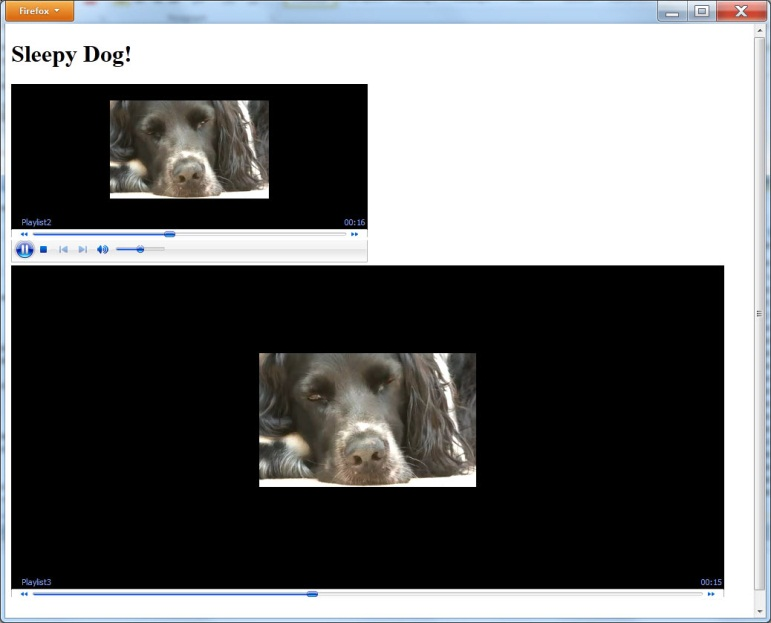 Firefox
Sleepy Dog!
Playlist2 00:16
Playlist3 00:15